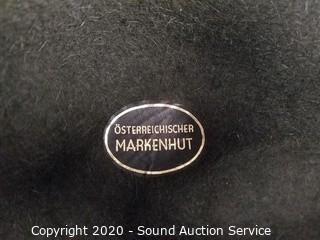 ÖSTERREICHISCHER
MARKENHUT
Copyright 2020 - Sound Auction Service